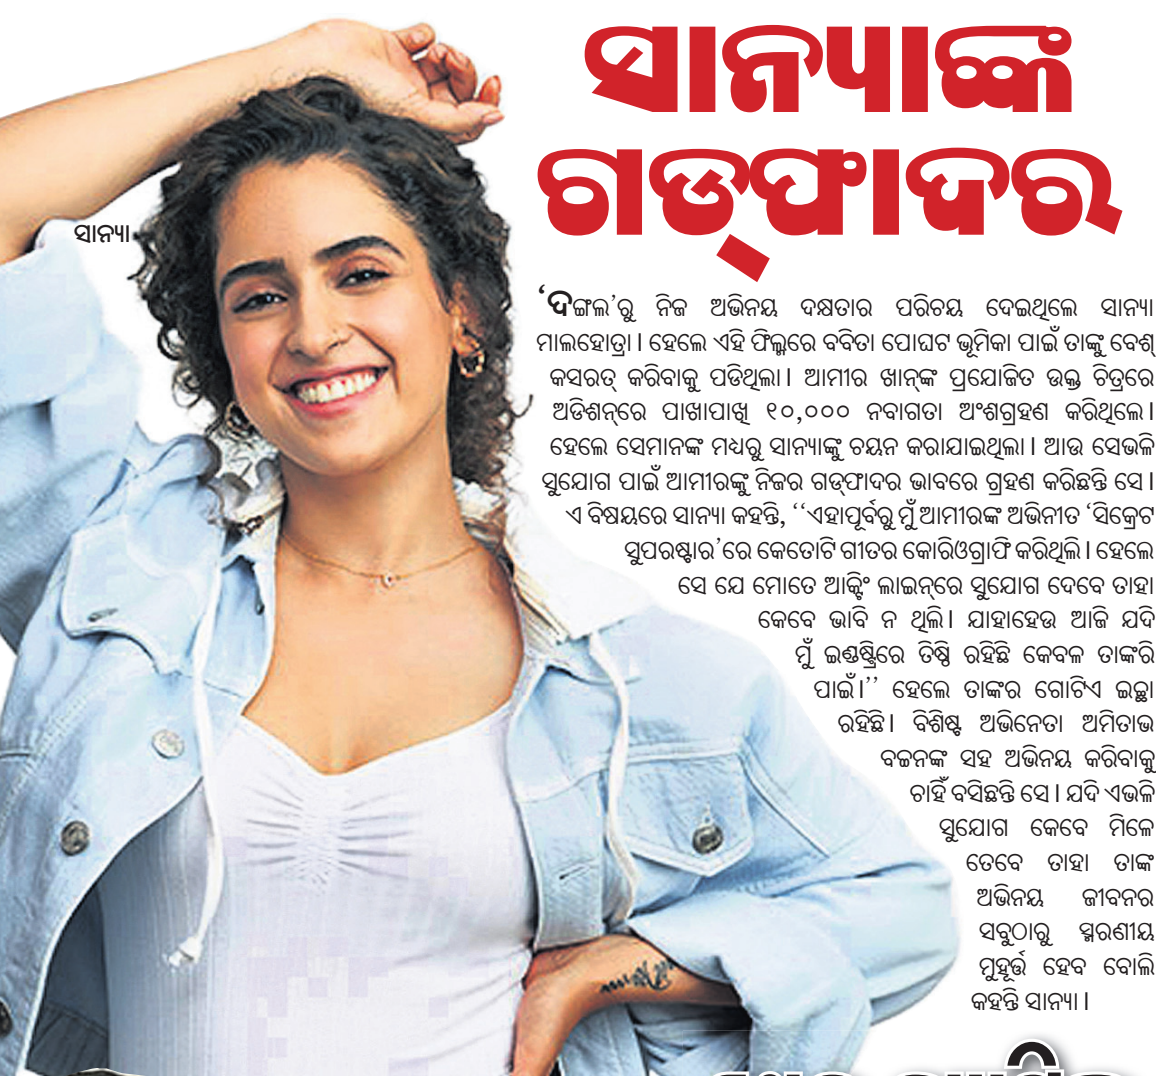 ସାନ୍ୟାଙ୍କ
ଗଡ୍‌ଫାଦର
ସାନ୍ୟା
‘ଦଙ୍ଗଲ’ରୁ ନିଜ ଅଭିନୟ ଦକ୍ଷତାର ପରିଚୟ ଦେଇଥିଲେ ସାନ୍ୟା
ମାଲହୋତ୍ରା । ହେଲେ ଏହି ଫିଲ୍ମରେ ବବିତା ପୋଘଟ ଭୂମିକା ପାଇଁ ତାଙ୍କୁ ବେଶ୍
କସରତ୍ କରିବାକୁ ପଡିଥିଲା । ଆମୀର ଖାନ୍‌ଙ୍କ ପ୍ରଯୋଜିତ ଉକ୍ତ ଚିତ୍ରରେ
ଅଡିଶନ୍‌ରେ ପାଖାପାଖି ୧୦,୦୦୦ ନବାଗତା ଅଂଶଗ୍ରହଣ କରିଥିଲେ ।
ହେଲେ ସେମାନଙ୍କ ମଧ୍ୟରୁ ସାନ୍ୟାଙ୍କୁ ଚୟନ କରାଯାଇଥିଲା । ଆଉ ସେଭଳି
ସୁଯୋଗ ପାଇଁ ଆମୀରଙ୍କୁ ନିଜର ଗଡ୍‌ଫାଦର ଭାବରେ ଗ୍ରହଣ କରିଛନ୍ତି ସେ ।
ଏ ବିଷୟରେ ସାନ୍ୟା କହନ୍ତି, ‘‘ଏହାପୂର୍ବରୁ ମୁଁ ଆମୀରଙ୍କ ଅଭିନୀତ ‘ସିକ୍ରେଟ
ସୁପରଷ୍ଟାର’ରେ କେତୋଟି ଗୀତର କୋରିଓଗ୍ରାଫି କରିଥିଲି । ହେଲେ
ସେ ଯେ ମୋତେ ଆକ୍ଟିଂ ଲାଇନ୍‌ରେ ସୁଯୋଗ ଦେବେ ତାହା
କେବେ ଭାବି ନ ଥିଲି । ଯାହାହେଉ ଆଜି ଯଦି
ମୁଁ ଇଣ୍ଡଷ୍ଟ୍ରିରେ ତିଷ୍ଠି ରହିଛି କେବଳ ତାଙ୍କରି
ପାଇଁ ।’’ ହେଲେ ତାଙ୍କର ଗୋଟିଏ ଇଚ୍ଛା
ରହିଛି । ବିଶିଷ୍ଟ ଅଭିନେତା ଅମିତାଭ
ବଚ୍ଚନଙ୍କ ସହ ଅଭିନୟ କରିବାକୁ
ଚାହିଁ ବସିଛନ୍ତି ସେ । ଯଦି ଏଭଳି
ସୁଯୋଗ କେବେ ମିଳେ
ତେବେ ତାହା ତାଙ୍କ
ଅଭିନୟ ଜୀବନର
ସବୁଠାରୁ ସ୍ମରଣୀୟ
ମୁହୂର୍ତ୍ତ ହେବ ବୋଲି
କହନ୍ତି ସାନ୍ୟା ।